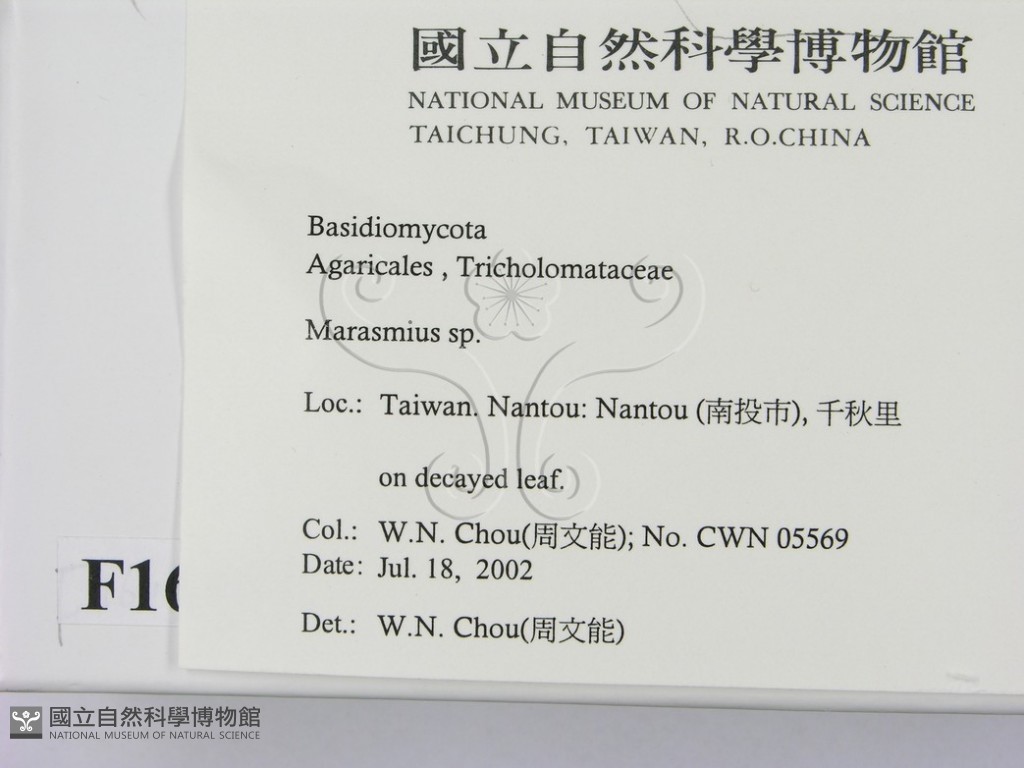 國立自然科學博物館
NATIONAL MUSEUM OF NATURAL SCIENCE
TAICHUNG, TAIWAN, R.O.CHINA
Basidiomycota
Agaricales , Tricholomataceae
Marasmius sp.
Loc.: Taiwan. Nantou: Nantou (南投市), 千秋里
on decayed leaf.
Col.: W.N. Chou(周文能); No. CWN 05569
Date: Jul. 18, 2002
Det.: W.N. Chou(周文能)
F16
國立自然科學博物館
NATIONAL MUSEUM OF NATURAL SCIENCE